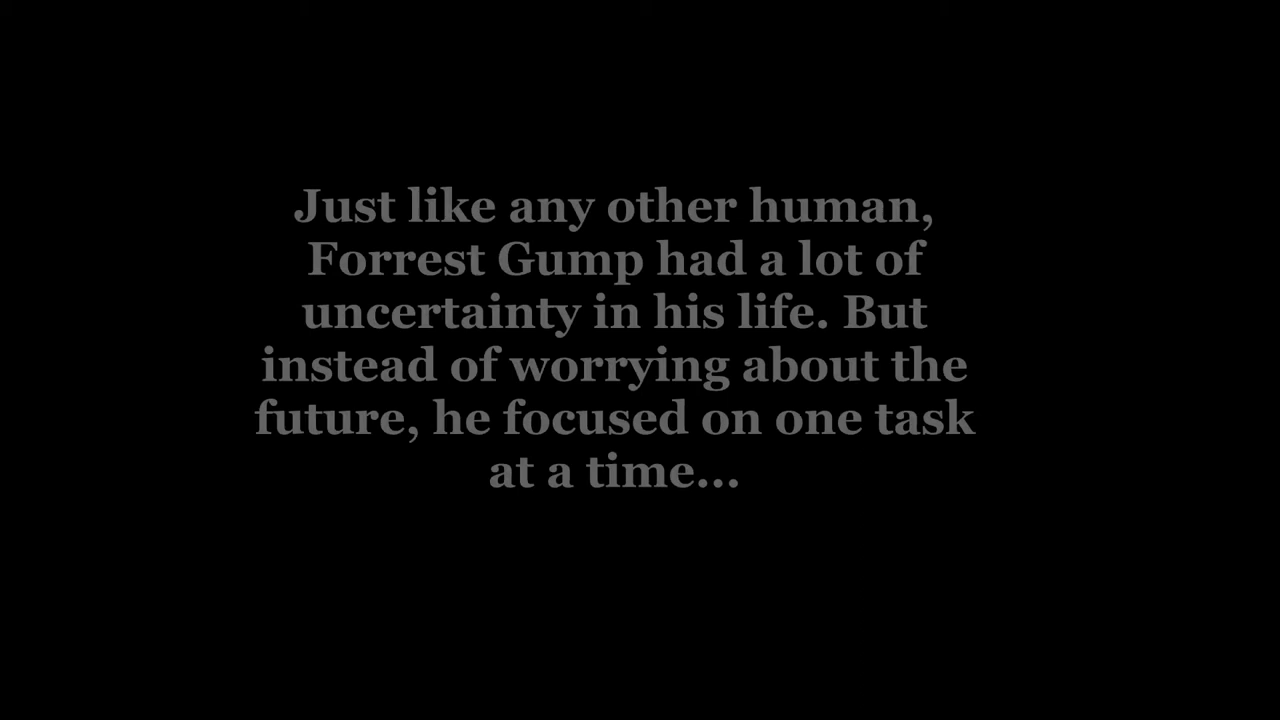 Just like any other human,
Forrest Gump had a lot of
uncertainty in his life. But
instead of worrying about the
future, he focused on one task
at a time...